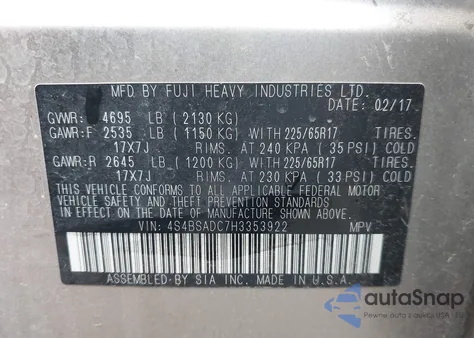 MFD. BY FUJI HEAVY INDUSTRIES LTD.
DATE: 02/17
GVWR: 4695 LB (2130 KG)
GAWR:F 2535 LB (1150 KG) WITH 225/65R17 TIRES.
17X7J RIMS. AT 240 KPA (35 PSI) COLD
GAWR:R 2645 LB (1200 KG) WITH 225/65R17 TIRES.
17X7J RIMS. AT 230 KPA (33 PSI) COLD
THIS VEHICLE CONFORMS TO ALL APPLICABLE FEDERAL MOTOR
VEHICLE SAFETY AND THEFT PREVENTION STANDARDS IN EFFECT ON
THE DATE OF MANUFACTURE SHOWN ABOVE.
VIN: 4S4BSADC7H3353922 MPV
ASSEMBLED BY SIA INC. MADE IN U.S.A.
autoSnap
Pewne auto z USA